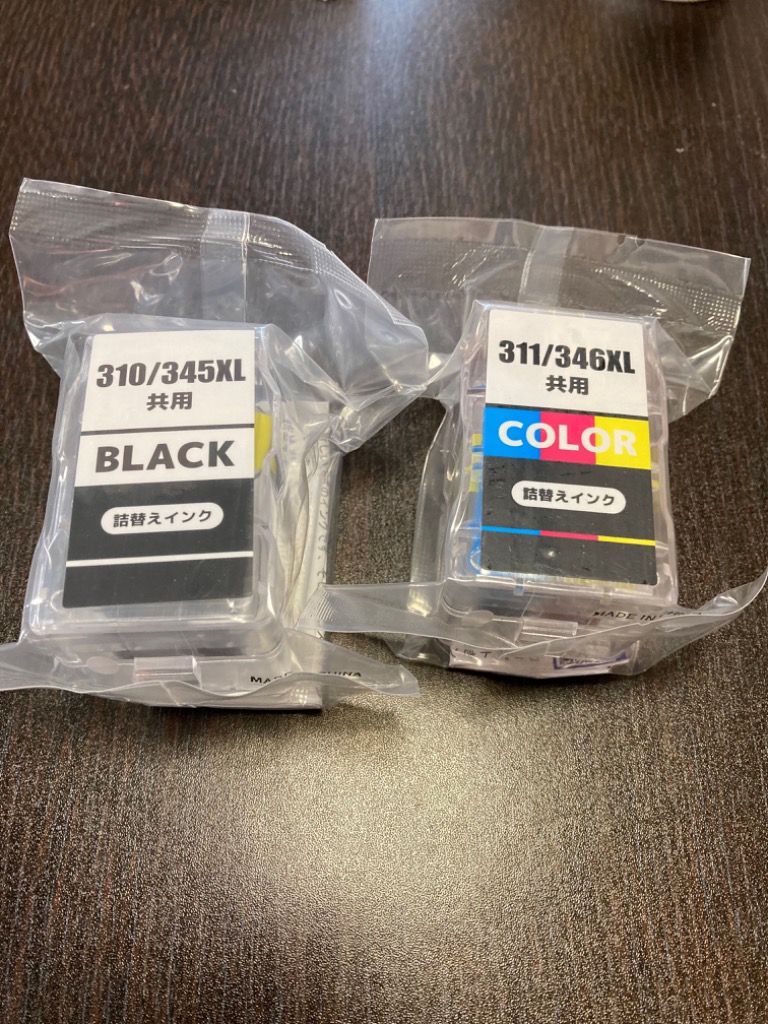 310/345XL
共用
BLACK
詰替えインク
311/346XL
共用
COLOR
詰替えインク
MADE IN